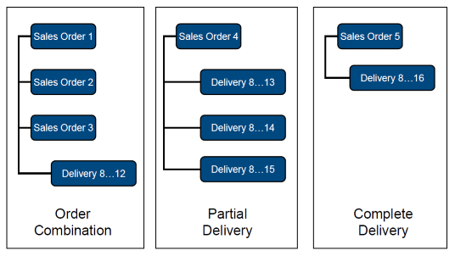 Sales Order 1
Sales Order 2
Sales Order 3
Delivery 8...12
Order
Combination
Sales Order 4
Delivery 8...13
Delivery 8...14
Delivery 8...15
Partial
Delivery
Sales Order 5
Delivery 8...16
Complete
Delivery